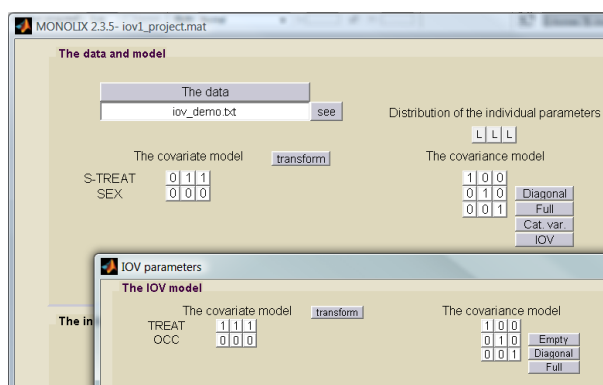 MONOLIX 2.3.5- iov1_project.mat
The data and model
The data
iov_demo.txt see
Distribution of the individual parameters
L L L
The covariate model transform
The covariance model
S-TREAT 0 1 1
SEX 0 0 0
1 0 0
0 1 0 Diagonal
0 0 1 Full
Cat. var.
IOV
IOV parameters
The IOV model
The in
The covariate model transform
The covariance model
TREAT 1 1 1
OCC 0 0 0
1 0 0
0 1 0 Empty
0 0 1 Diagonal
Full